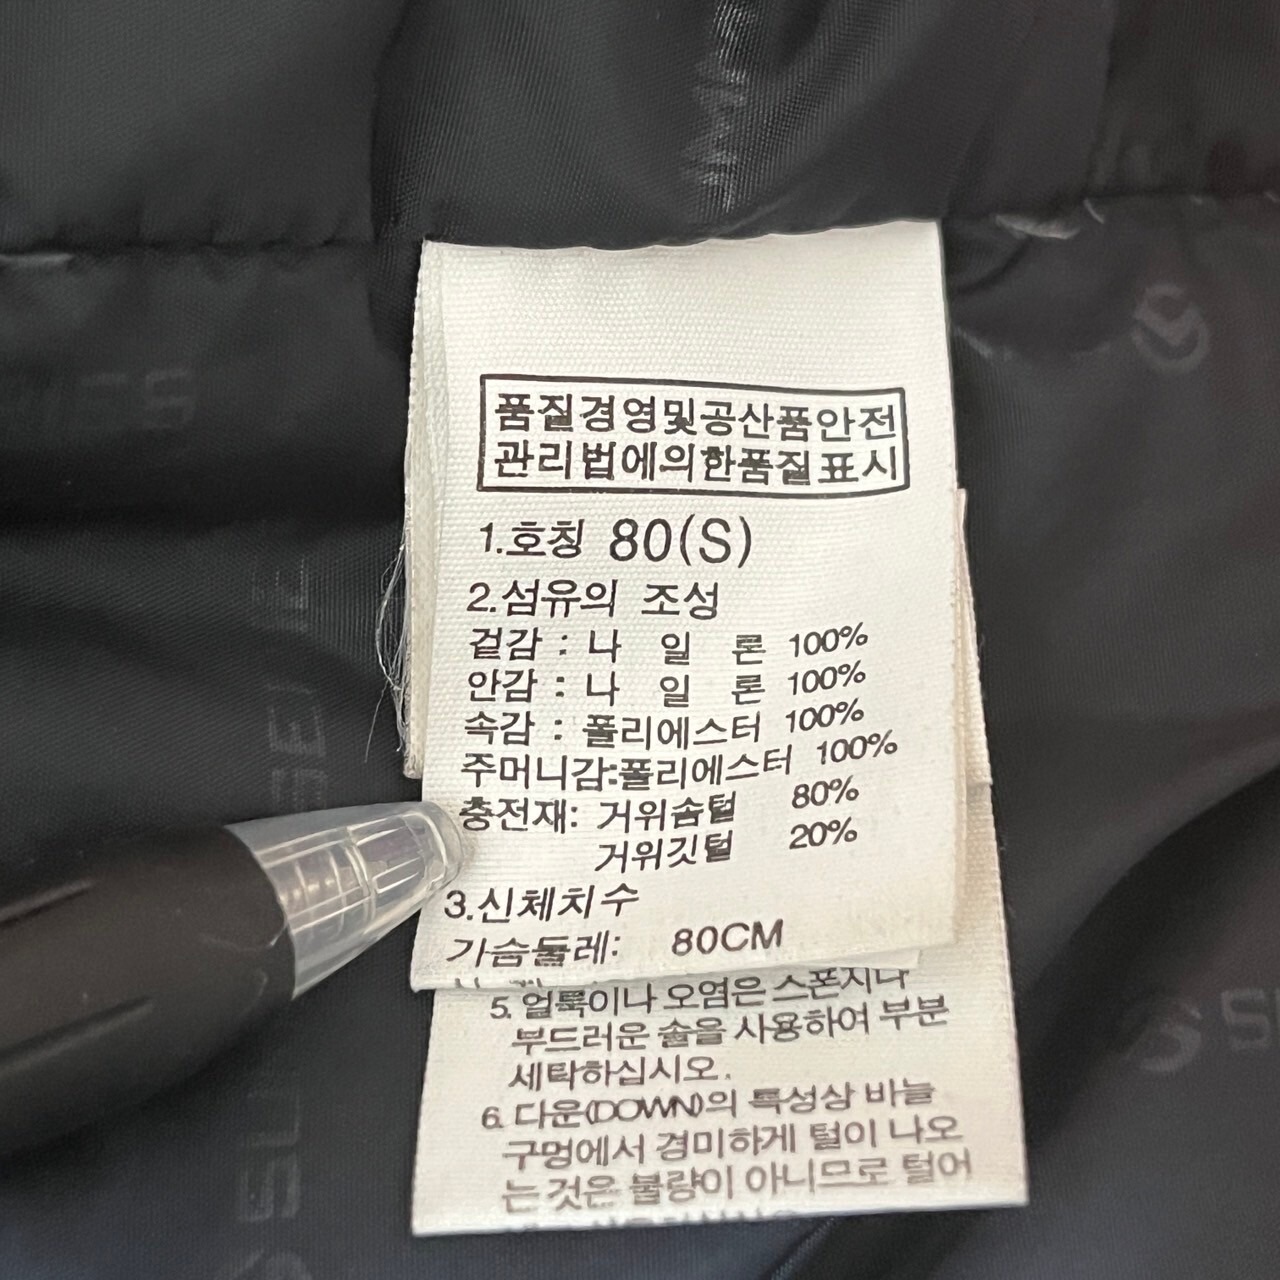 품질경영및공산품안전
관리법에의한품질표시
1.호칭 80(S)
2.섬유의 조성
겉감 : 나 일 론 100%
안감 : 나 일 론 100%
속감 : 폴리에스터 100%
주머니감:폴리에스터 100%
충전재: 거위솜털 80%
거위깃털 20%
3.신체치수
가슴둘레: 80CM
5. 얼룩이나 오염은 스폰지나
부드러운 솔을 사용하여 부분
세탁하십시오.
6. 다운(DOWN)의 특성상 바늘
구멍에서 경미하게 털이 나오
는 것은 불량이 아니므로 털어